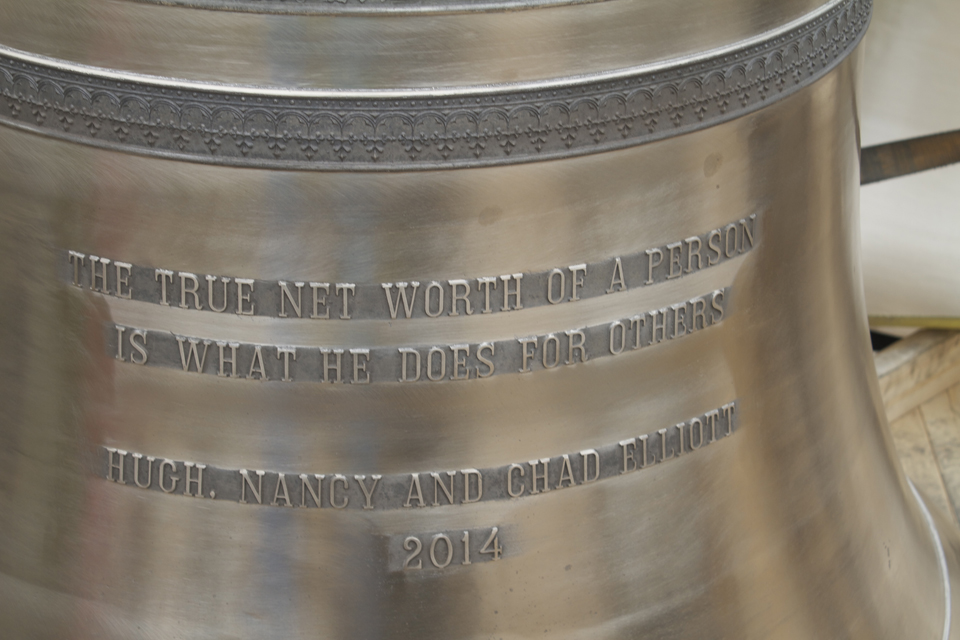 THE TRUE NET WORTH OF A PERSON
IS WHAT HE DOES FOR OTHERS
HUGH, NANCY AND CHAD ELLIOTT
2014